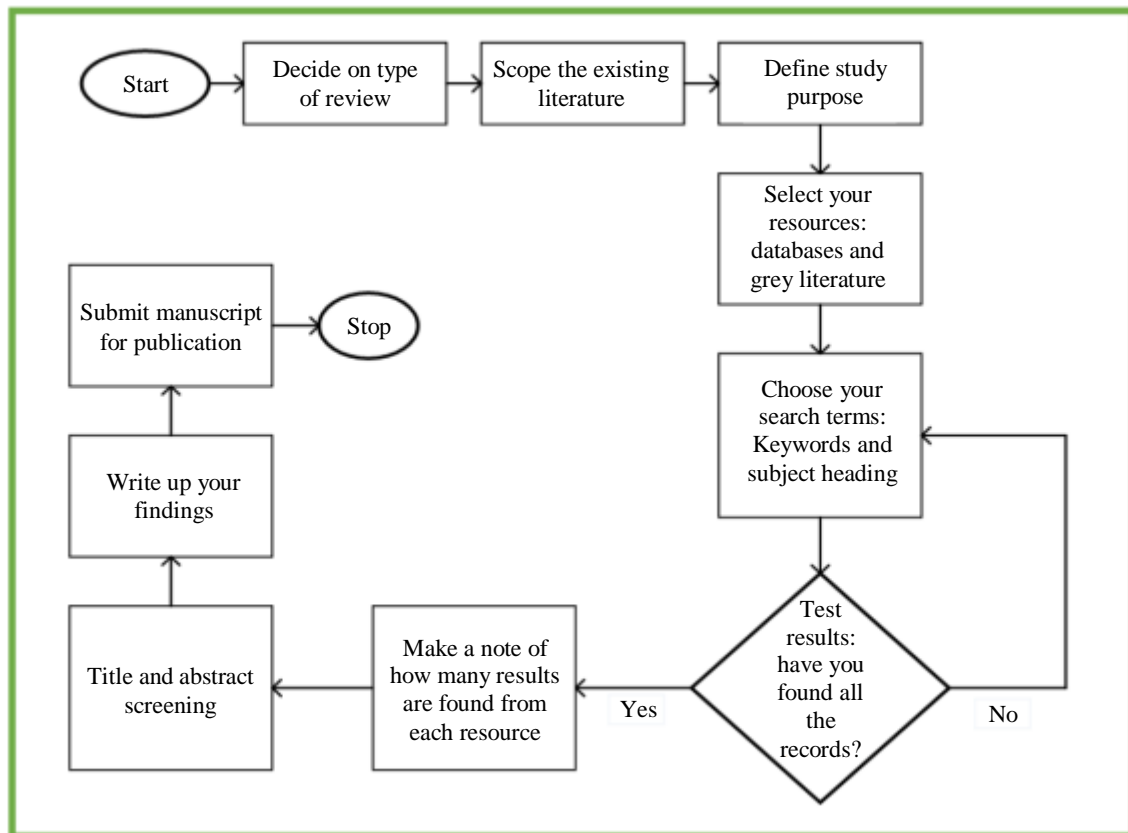 Start
Decide on type
of review
Scope the existing
literature
Define study
purpose
Select your
resources:
databases and
grey literature
Choose your
search terms:
Keywords and
subject heading
Test
results:
have you
found all
the
records?
No
Yes
Make a note of
how many results
are found from
each resource
Title and abstract
screening
Write up your
findings
Submit manuscript
for publication
Stop